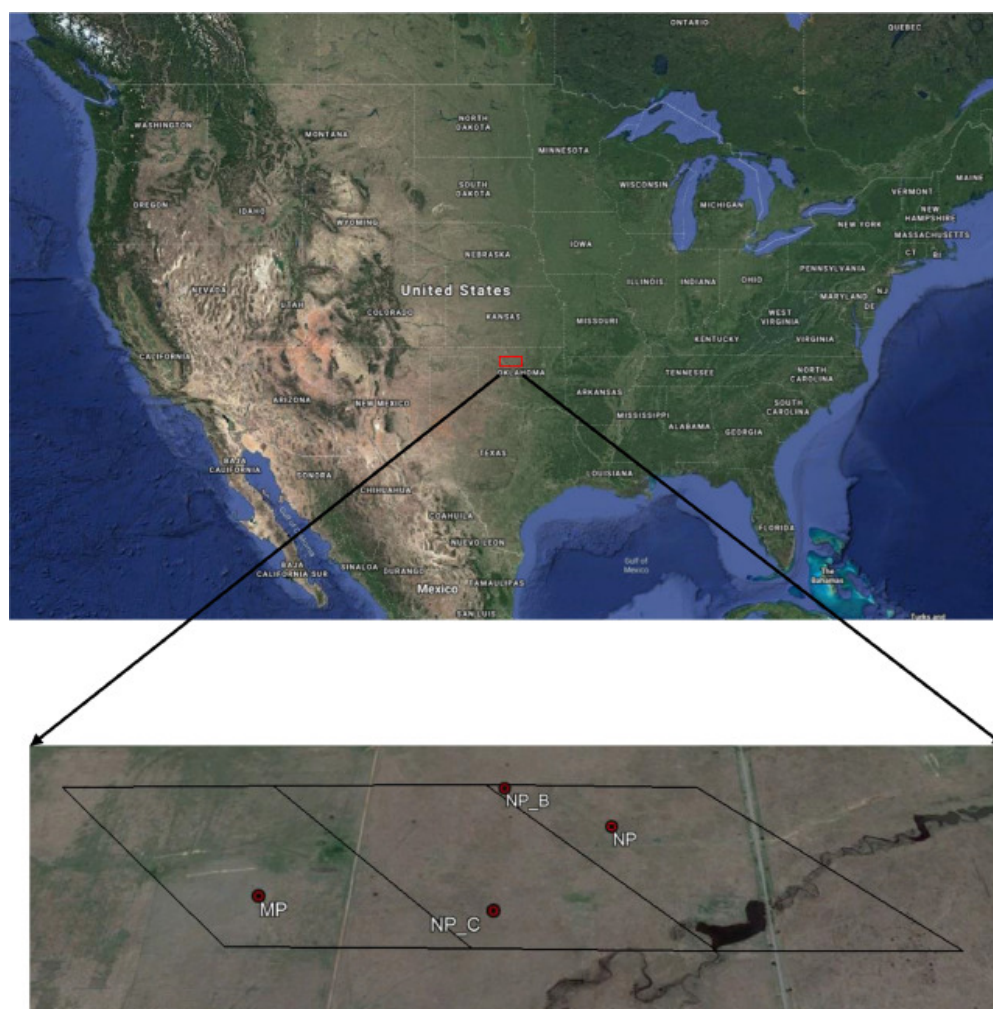 ONTARIO
QUEBEC
WASHINGTON
MONTANA
NORTH
DAKOTA
MINNESOTA
MAINE
VERMONT
NEW
HAMPSHIRE
MASSACHUSETTS
CT
RI
NEW YORK
MICHIGAN
WISCONSIN
SOUTH
DAKOTA
OREGON
IDAHO
WYOMING
NEBRASKA
IOWA
PENNSYLVANIA
NJ
MARYLAND
DE
OHIO
INDIANA
ILLINOIS
NEVADA
UTAH
COLORADO
United States
KANSAS
MISSOURI
WEST
VIRGINIA
VIRGINIA
KENTUCKY
CALIFORNIA
OKLAHOMA
TENNESSEE
NORTH
CAROLINA
ARIZONA
NEW MEXICO
ARKANSAS
SOUTH
CAROLINA
MISSISSIPPI
ALABAMA
GEORGIA
TEXAS
LOUISIANA
BAJA
CALIFORNIA
SONORA
CHIHUAHUA
COAHUILA
FLORIDA
NUEVO LEON
Gulf of
Mexico
The
Bahamas
BAJA
CALIFORNIA SUR
SINALOA
DURANGO
Mexico
TAMAULIPAS
SAN LUIS
Turks and
NP_B
NP
MP
NP_C